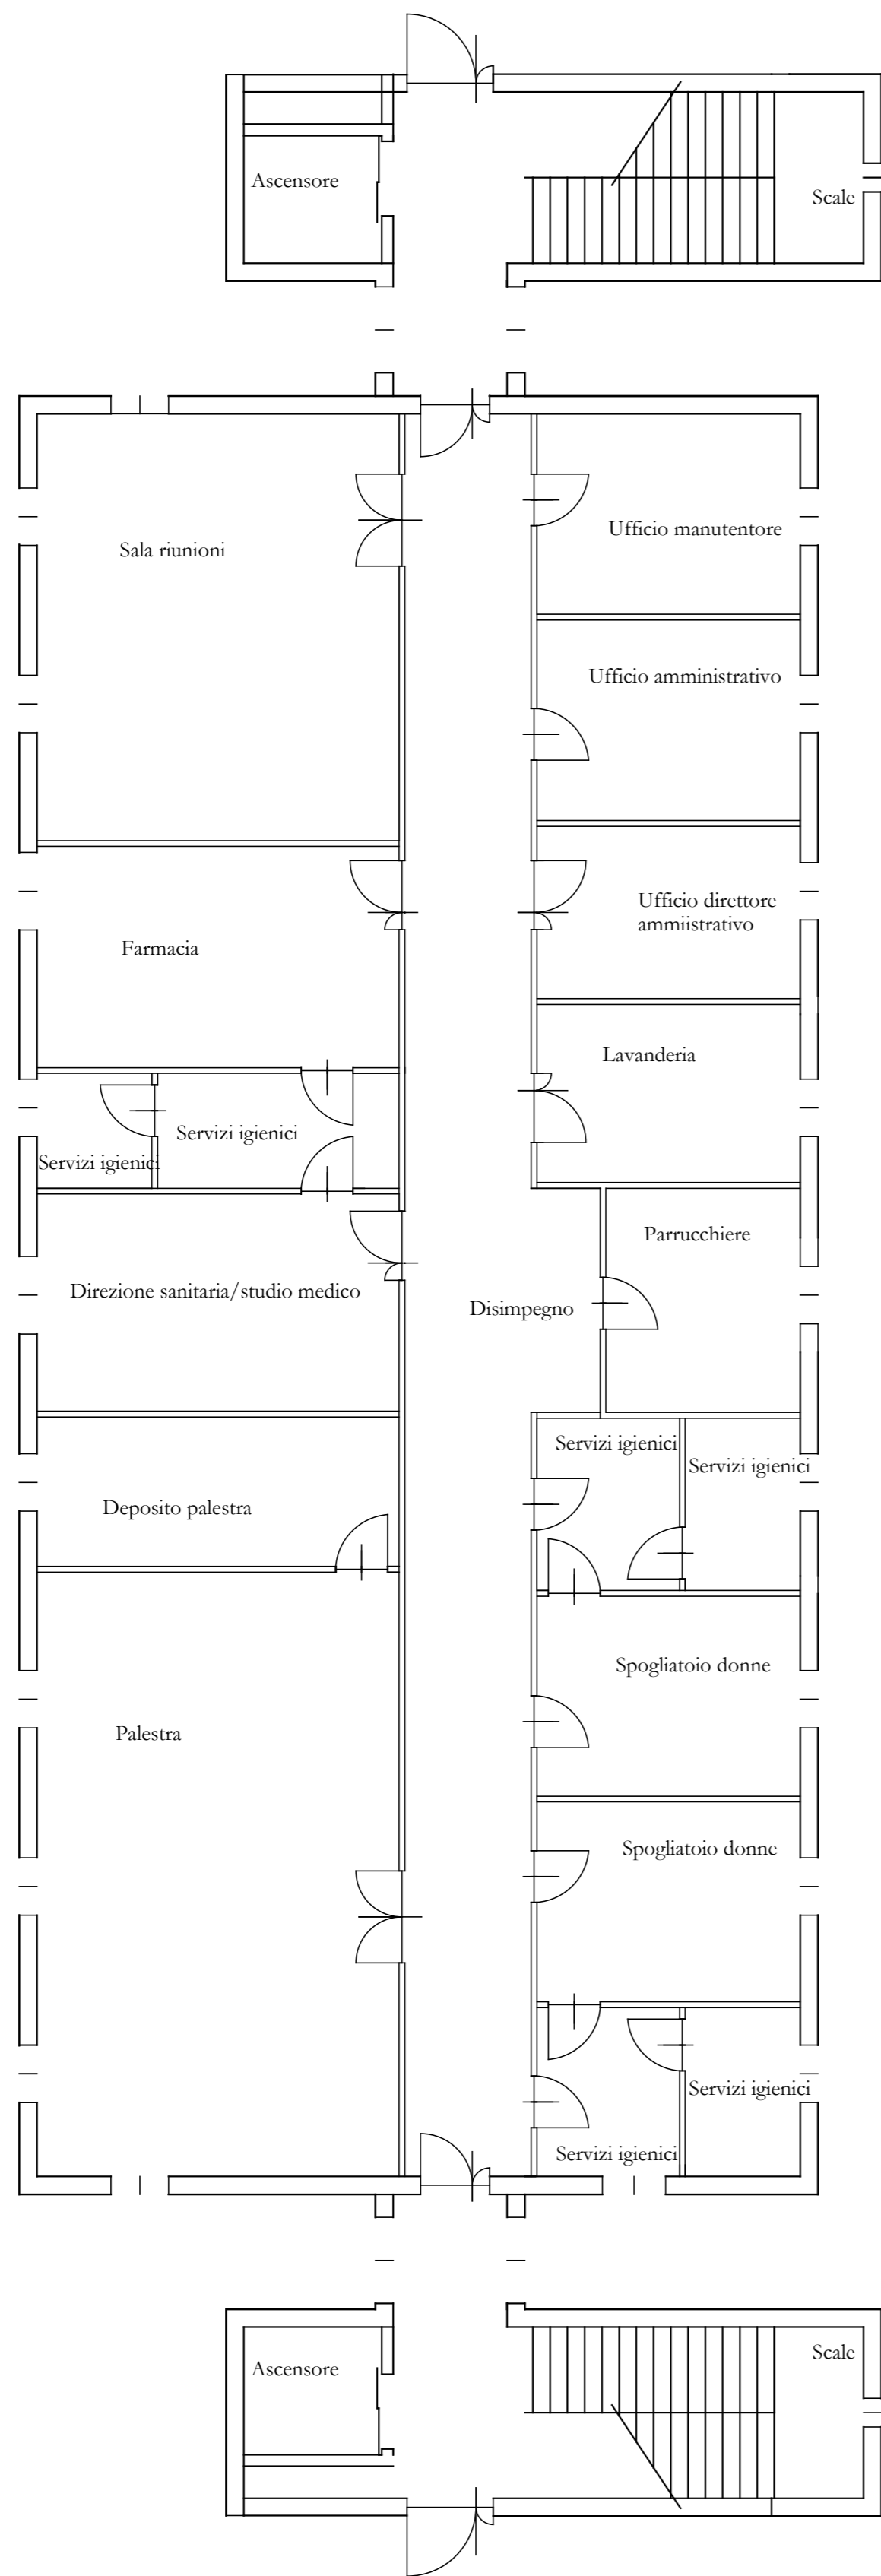 Ascensore
Scale
Sala riunioni
Ufficio manutentore
Ufficio amministrativo
Ufficio direttore
ammiistrativo
Farmacia
Lavanderia
Servizi igienici
Servizi igienici
Parrucchiere
Direzione sanitaria/studio medico
Disimpegno
Servizi igienici
Servizi igienici
Deposito palestra
Spogliatoio donne
Palestra
Spogliatoio donne
Servizi igienici
Servizi igienici
Scale
Ascensore